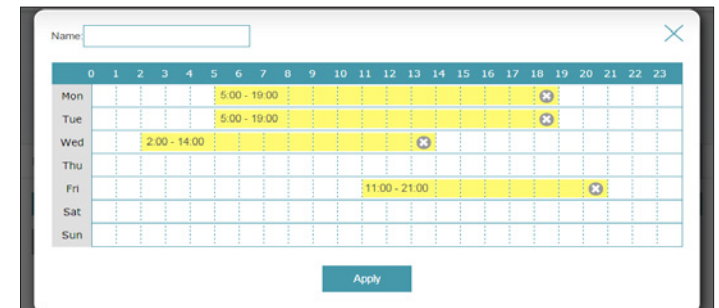 Name:
0 1 2 3 4 5 6 7 8 9 10 11 12 13 14 15 16 17 18 19 20 21 22 23
Mon 5:00 - 19:00
Tue 5:00 - 19:00
Wed 2:00 - 14:00
Thu
Fri 11:00 - 21:00
Sat
Sun
Apply